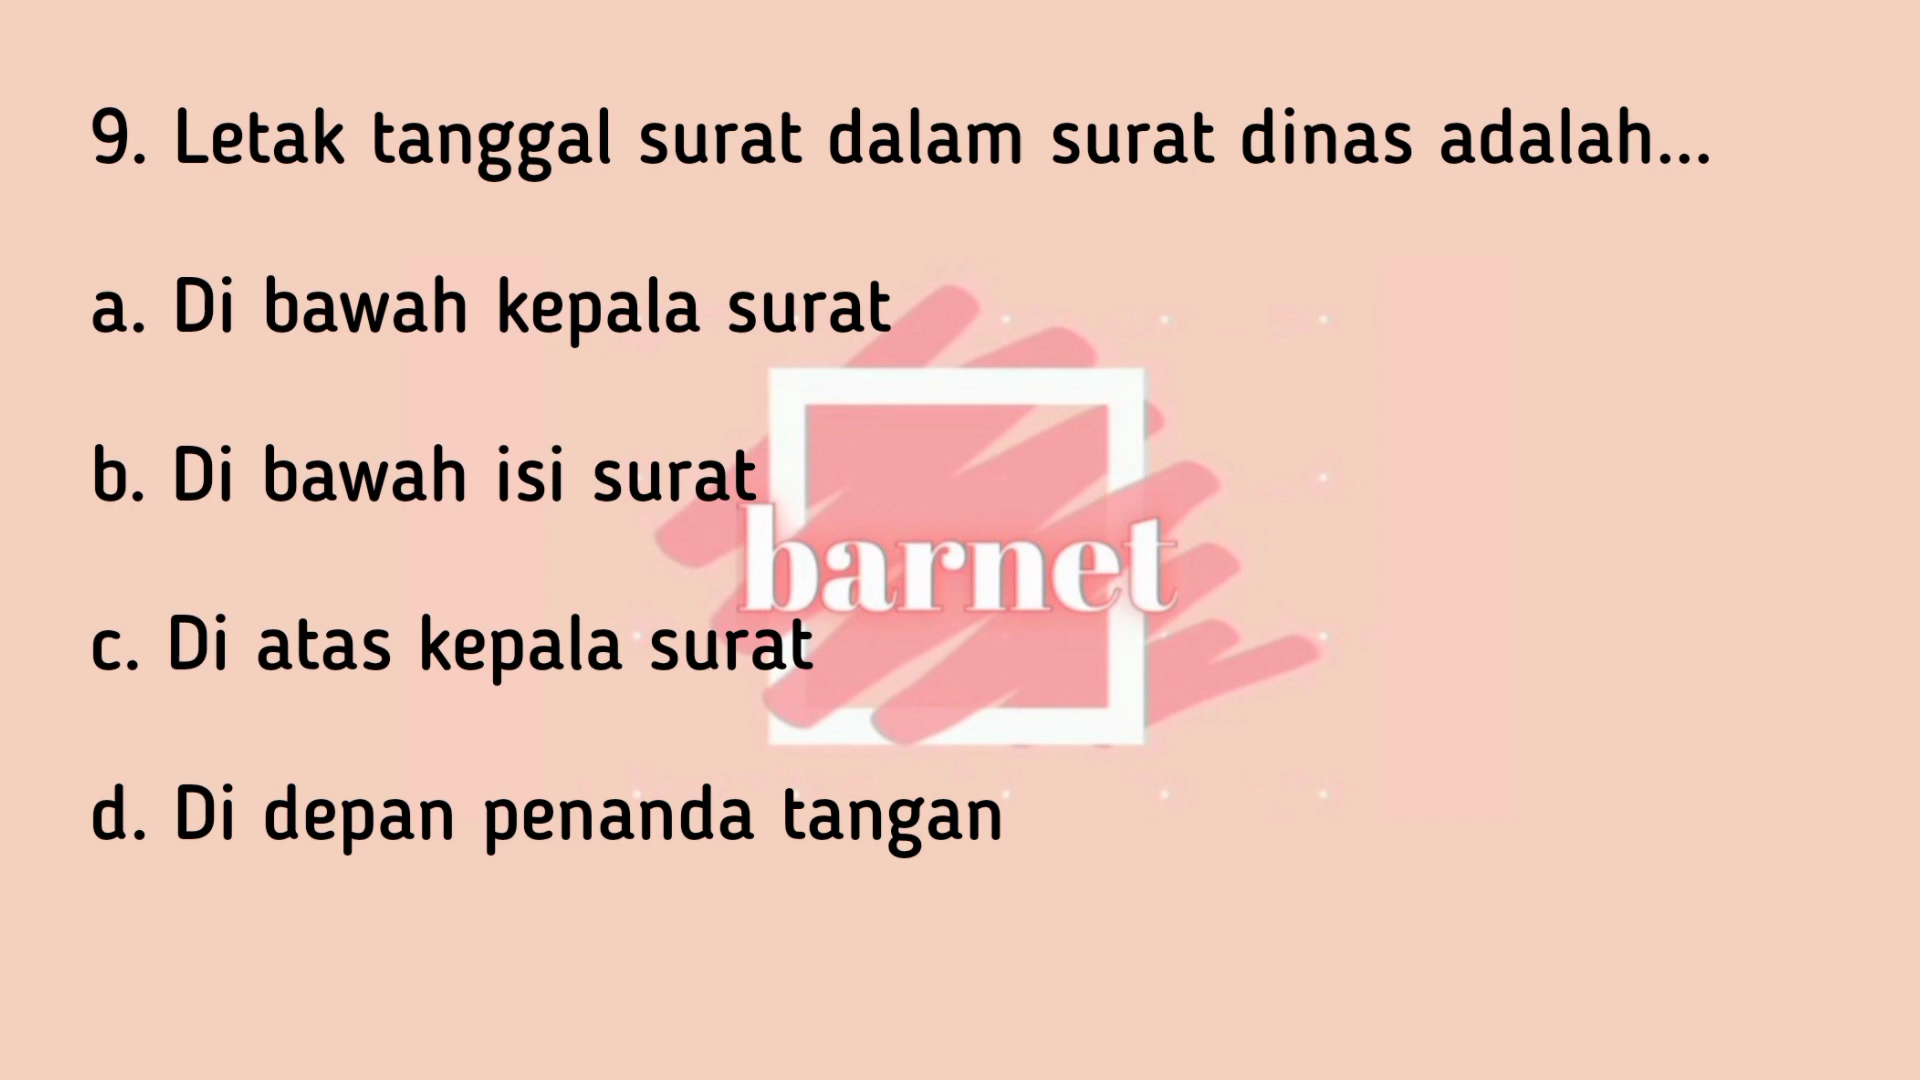 9. Letak tanggal surat dalam surat dinas adalah...
a. Di bawah kepala surat
b. Di bawah isi surat
barnet
c. Di atas kepala surat
d. Di depan penanda tangan